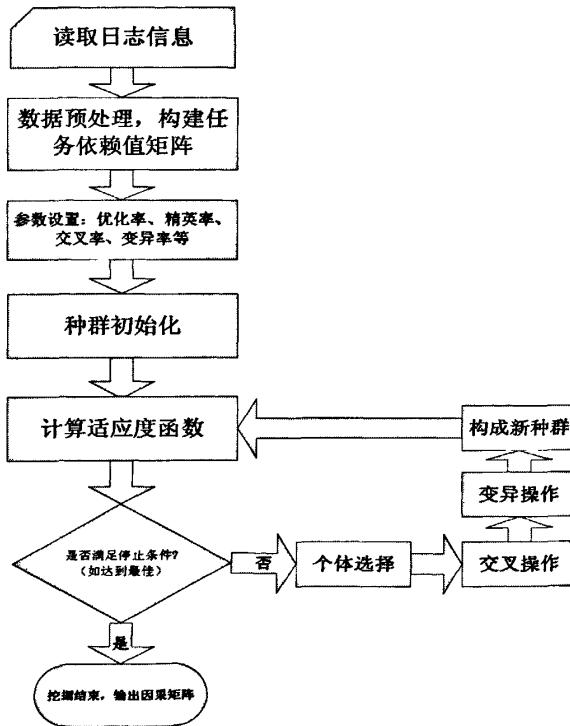 读取日志信息
数据预处理，构建任
务依赖值矩阵
参数设置：优化率、精英率、
交叉率、变异率等
种群初始化
计算适应度函数
构成新种群
变异操作
是否满足停止条件？
（如达到最佳）
否
个体选择
交叉操作
是
挖掘结束，输出因果矩阵